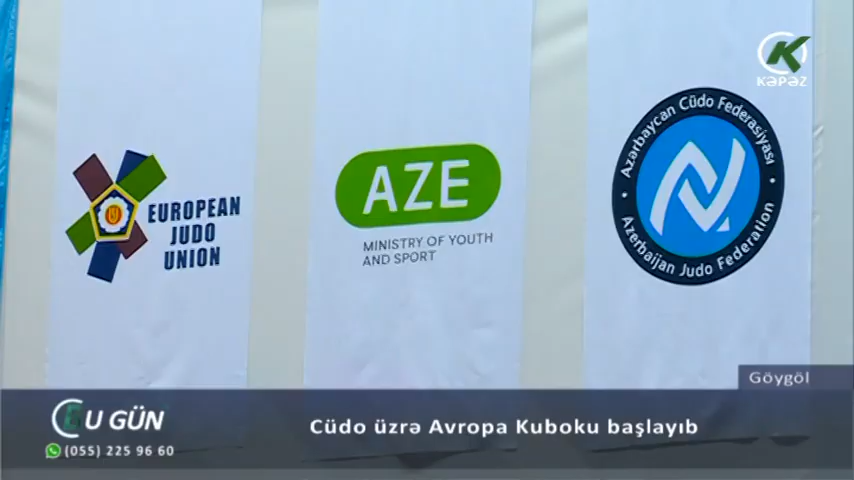 KƏPƏZ
EUROPEAN
JUDO
UNION
AZE
MINISTRY OF YOUTH
AND SPORT
Azərbaycan Cüdo Federasiyası
Azerbaijan Judo Federation
Göygöl
BU GÜN
Cüdo üzrə Avropa Kuboku başlayıb
(055) 225 96 60